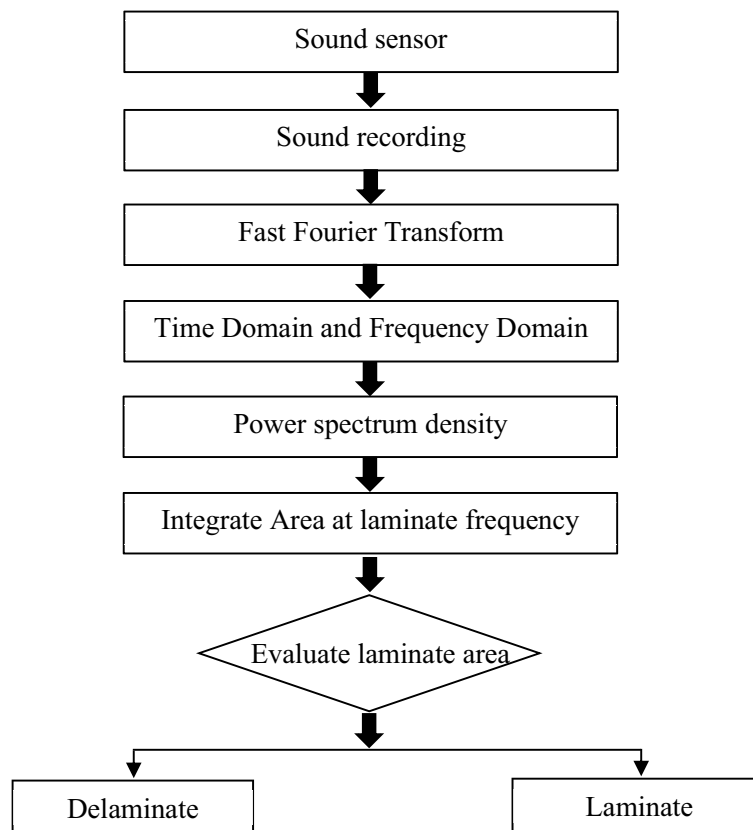 Sound sensor
Sound recording
Fast Fourier Transform
Time Domain and Frequency Domain
Power spectrum density
Integrate Area at laminate frequency
Evaluate laminate area
Delaminate
Laminate